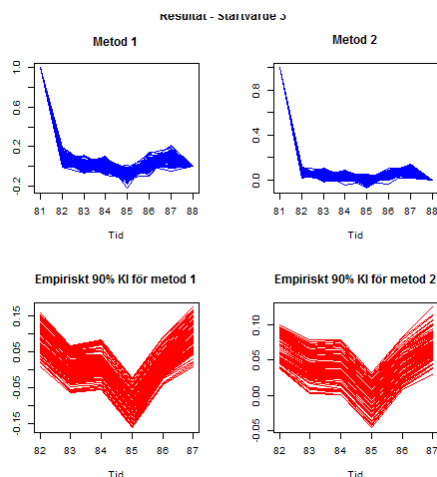 Resultat - Startvärde 3
Metod 1
Metod 2
1.0
0.6
0.2
-0.2
81 82 83 84 85 86 87 88
Tid
0.8
0.4
0.0
81 82 83 84 85 86 87 88
Tid
Empiriskt 90% KI för metod 1
Empiriskt 90% KI för metod 2
0.15
0.05
-0.05
-0.15
82 83 84 85 86 87
Tid
0.10
0.05
0.00
-0.05
82 83 84 85 86 87
Tid